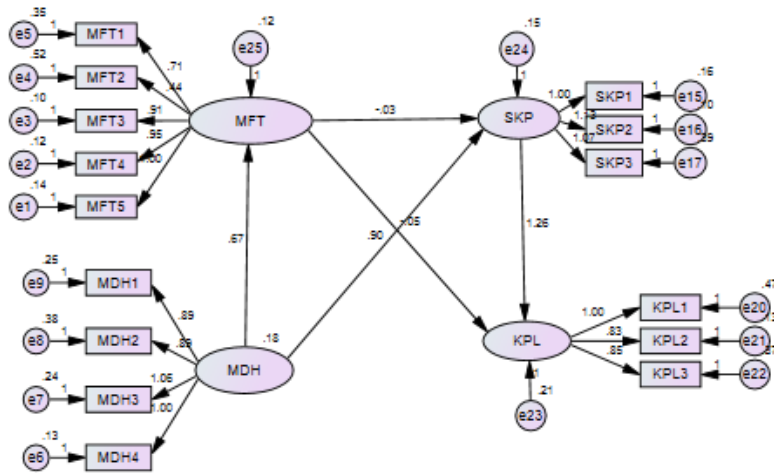 .35
e5 1 MFT1
.52
e4 1 MFT2
.10
e3 1 MFT3
.12
e2 1 MFT4
.14
e1 1 MFT5
.71
.44
.91
.95
.12
e25
1
MFT
-.03
.15
e24
1
SKP
1.00
1.07
SKP1 1 e15
SKP2 1 e16
SKP3 1 e17
.16
.67
.90
-.05
1.26
.25
e9 1 MDH1
.38
e8 1 MDH2
.24
e7 1 MDH3
.13
e6 1 MDH4
.89
.89
1.06
1.00
.18
MDH
KPL
1
.21
e23
1.00
.83
.85
KPL1 1 e20
KPL2 1 e21
KPL3 1 e22
.47